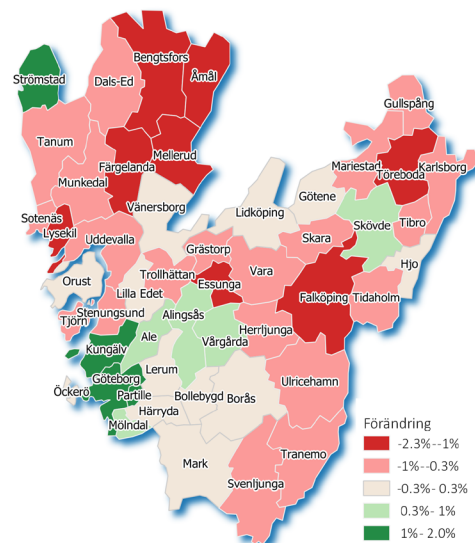 Bengtsfors
Strömstad
Åmål
Dals-Ed
Gullspång
Tanum
Mellerud
Färgelanda
Mariestad
Karlsborg
Töreboda
Munkedal
Götene
Vänersborg
Lidköping
Sotenäs
Skövde
Tibro
Lysekil
Skara
Uddevalla
Grästorp
Hjo
Trollhättan
Vara
Orust
Essunga
Lilla Edet
Falköping
Tidaholm
Stenungsund
Alingsås
Tjörn
Herrljunga
Ale
Vårgårda
Kungälv
Lerum
Göteborg
Ulricehamn
Öckerö
Partille
Bollebygd
Borås
Härryda
Mölndal
Förändring
Tranemo
Mark
Svenljunga
-2.3%--1%
-1%--0.3%
-0.3%- 0.3%
0.3%- 1%
1%- 2.0%